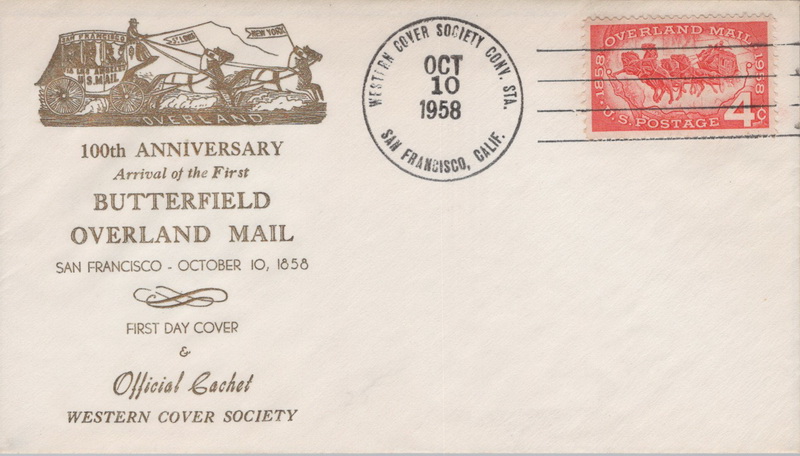 SAN FRANCISCO
ST. LOUIS
NEW YORK
U.S. MAIL
OVERLAND
100th ANNIVERSARY
Arrival of the First
BUTTERFIELD
OVERLAND MAIL
SAN FRANCISCO - OCTOBER 10, 1858
FIRST DAY COVER
&
Official Cachet
WESTERN COVER SOCIETY
WESTERN COVER SOCIETY CONV. STA.
OCT
10
1958
SAN FRANCISCO, CALIF.
OVERLAND MAIL
1858
1958
U.S. POSTAGE
4c